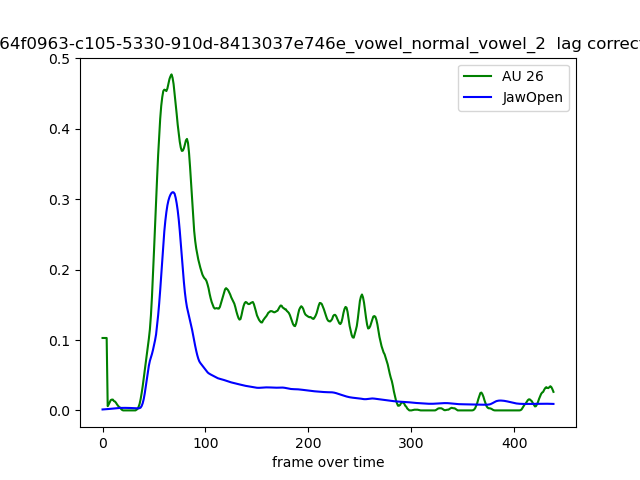 64f0963-c105-5330-910d-8413037e746e_vowel_normal_vowel_2 lag correct
AU 26
JawOpen
0.5
0.4
0.3
0.2
0.1
0.0
0 100 200 300 400
frame over time